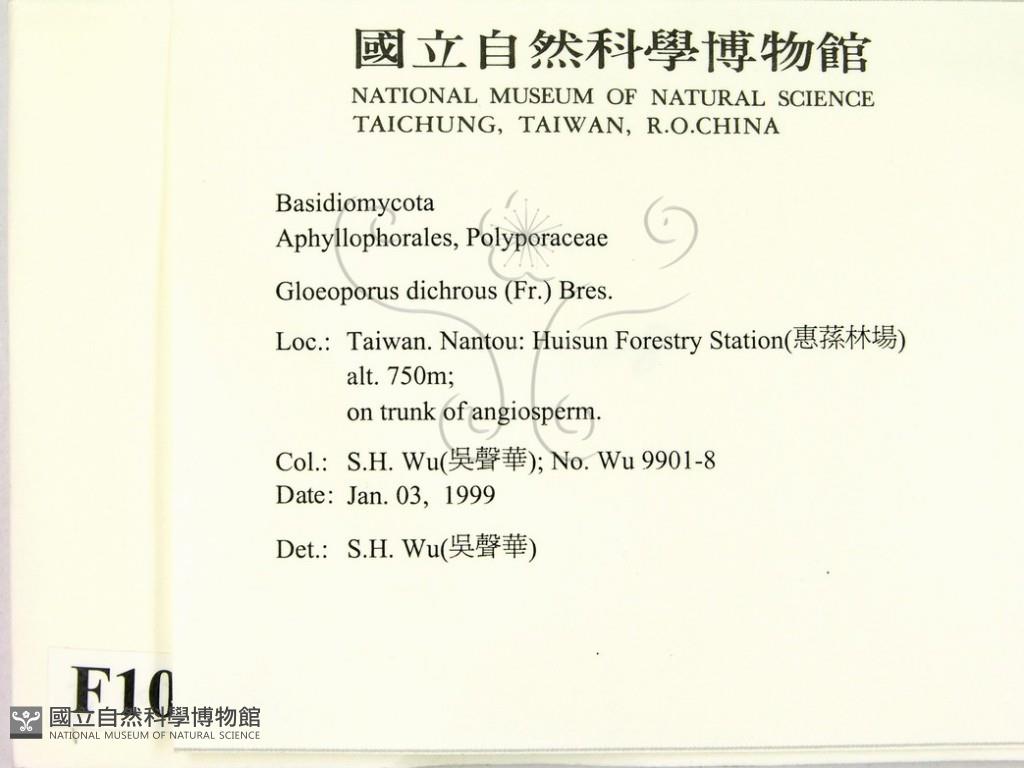 國立自然科學博物館
NATIONAL MUSEUM OF NATURAL SCIENCE
TAICHUNG, TAIWAN, R.O.CHINA
Basidiomycota
Aphyllophorales, Polyporaceae
Gloeoporus dichrous (Fr.) Bres.
Loc.: Taiwan. Nantou: Huisun Forestry Station(惠蓀林場)
alt. 750m;
on trunk of angiosperm.
Col.: S.H. Wu(吳聲華); No. Wu 9901-8
Date: Jan. 03, 1999
Det.: S.H. Wu(吳聲華)
F10
國立自然科學博物館
NATIONAL MUSEUM OF NATURAL SCIENCE